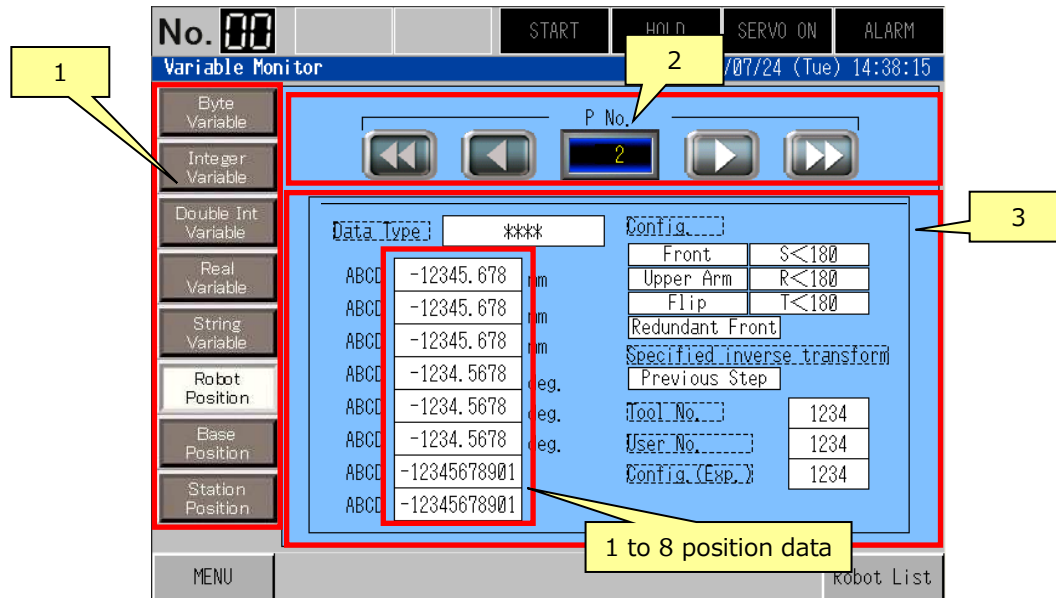 No. 00
START
HOLD
SERVO ON
ALARM
Variable Monitor
/07/24 (Tue) 14:38:15
1
2
3
Byte
Variable
Integer
Variable
Double Int
Variable
Real
Variable
String
Variable
Robot
Position
Base
Position
Station
Position
P No.
2
Data Type
****
ABCD -12345.678 mm
ABCD -12345.678 mm
ABCD -12345.678 mm
ABCD -1234.5678 deg.
ABCD -1234.5678 deg.
ABCD -1234.5678 deg.
ABCD -12345678901
ABCD -12345678901
Config.
Front S<180
Upper Arm R<180
Flip T<180
Redundant Front
Specified inverse transform
Previous Step
Tool No. 1234
User No. 1234
Config.(Exp.) 1234
1 to 8 position data
MENU
Robot List